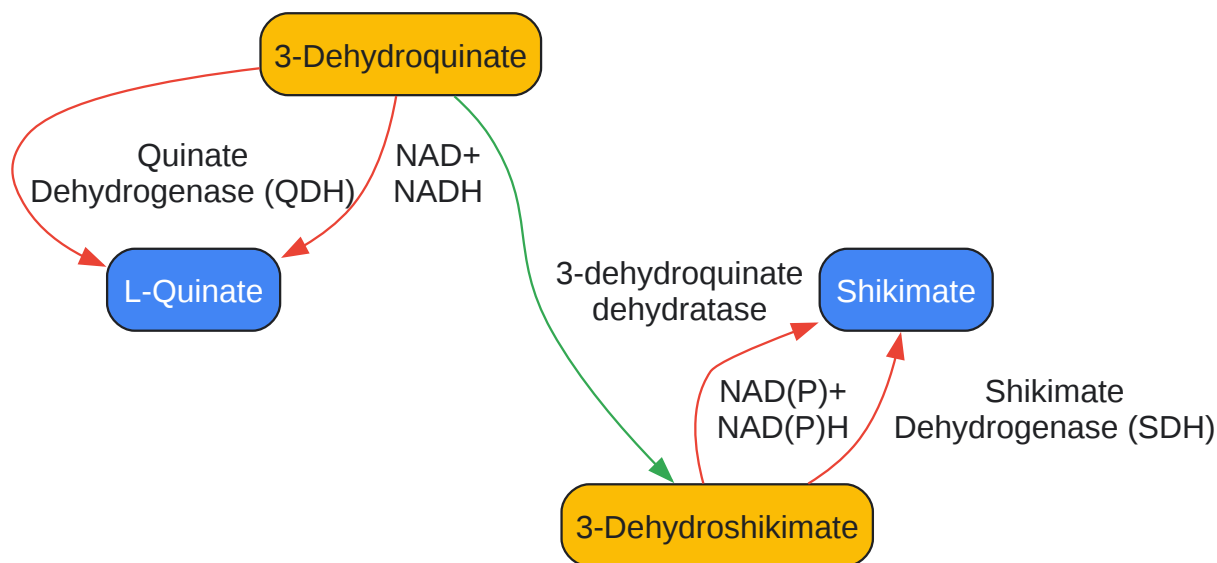 3-Dehydroquinate
Quinate
Dehydrogenase (QDH)
NAD+
NADH
L-Quinate
3-dehydroquinate
dehydratase
Shikimate
NAD(P)+
NAD(P)H
Shikimate
Dehydrogenase (SDH)
3-Dehydroshikimate